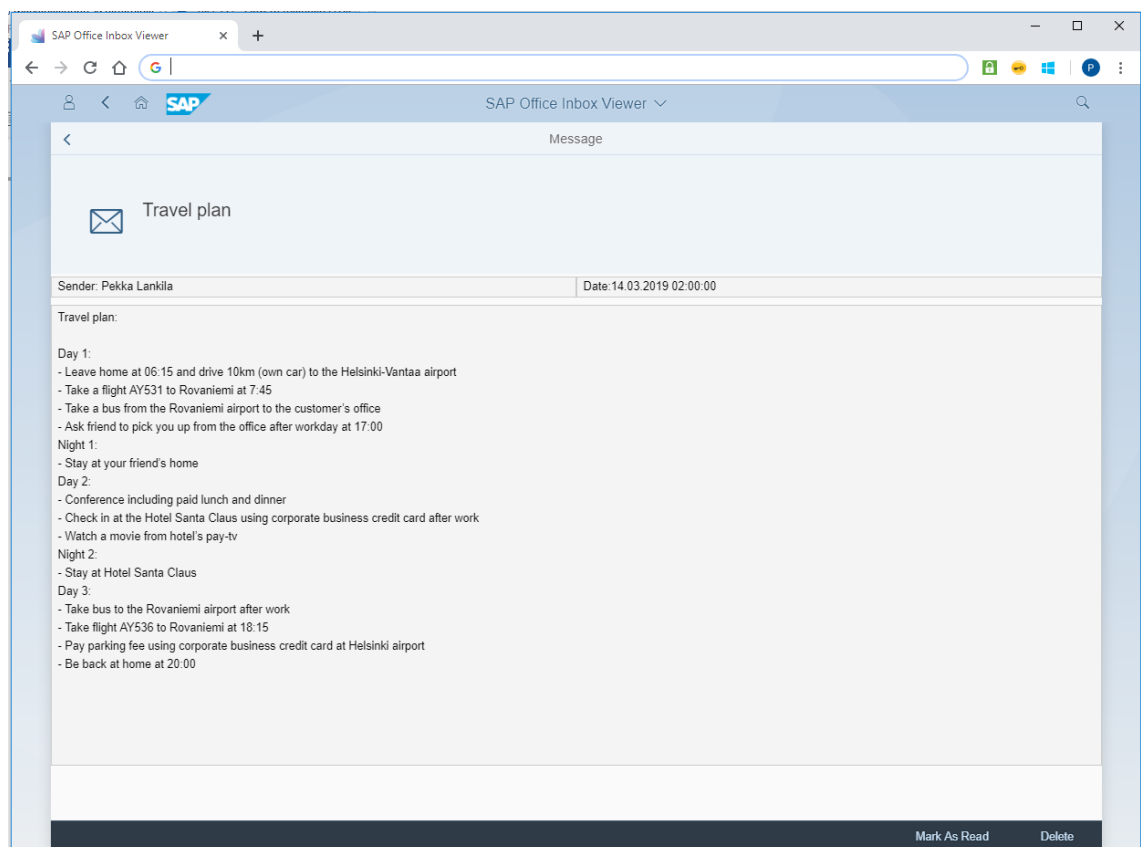 SAP Office Inbox Viewer
SAP SAP Office Inbox Viewer
Message
Travel plan
Sender: Pekka Lankila Date:14.03.2019 02:00:00
Travel plan:
Day 1:
- Leave home at 06:15 and drive 10km (own car) to the Helsinki-Vantaa airport
- Take a flight AY531 to Rovaniemi at 7:45
- Take a bus from the Rovaniemi airport to the customer's office
- Ask friend to pick you up from the office after workday at 17:00
Night 1:
- Stay at your friend's home
Day 2:
- Conference including paid lunch and dinner
- Check in at the Hotel Santa Claus using corporate business credit card after work
- Watch a movie from hotel's pay-tv
Night 2:
- Stay at Hotel Santa Claus
Day 3:
- Take bus to the Rovaniemi airport after work
- Take flight AY536 to Rovaniemi at 18:15
- Pay parking fee using corporate business credit card at Helsinki airport
- Be back at home at 20:00
Mark As Read Delete